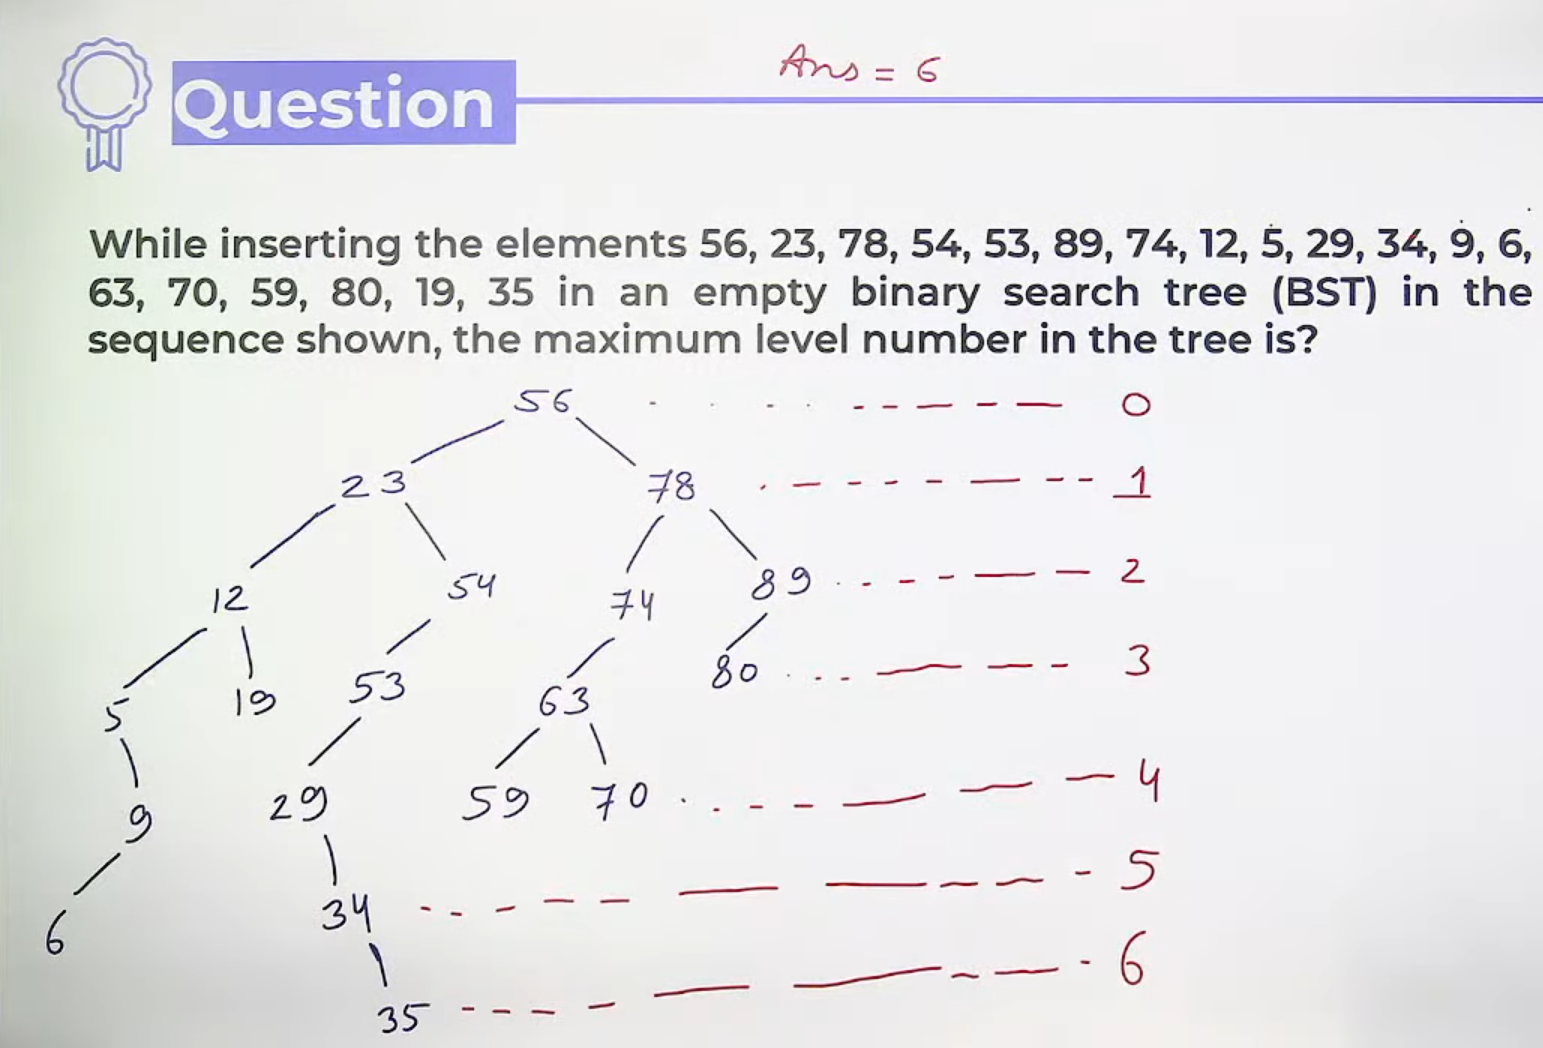 Ans = 6
Question
While inserting the elements 56, 23, 78, 54, 53, 89, 74, 12, 5, 29, 34, 9, 6,
63, 70, 59, 80, 19, 35 in an empty binary search tree (BST) in the
sequence shown, the maximum level number in the tree is?
56 0
23 78 1
12 54 74 89 2
5 19 53 63 80 3
9 29 59 70 4
6 34 5
35 6